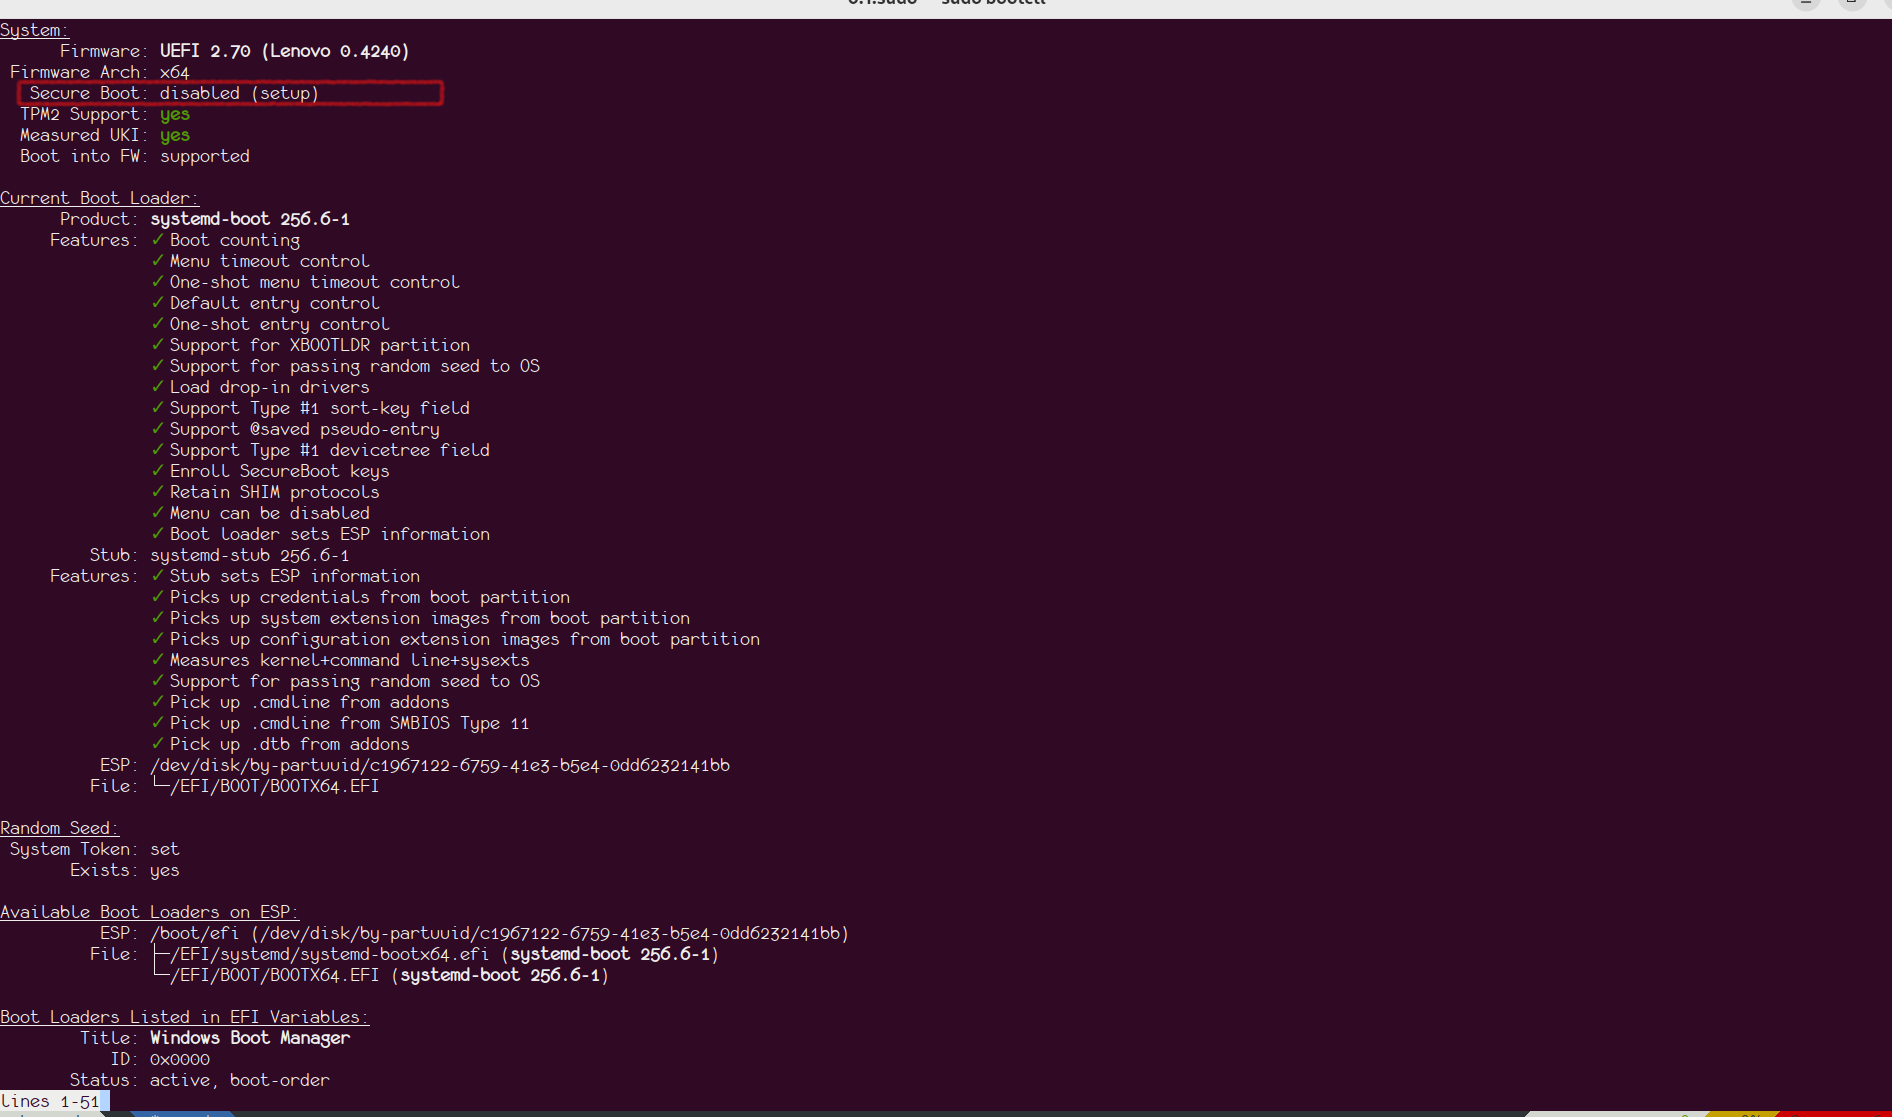 System:
Firmware: UEFI 2.70 (Lenovo 0.4240)
Firmware Arch: x64
Secure Boot: disabled (setup)
TPM2 Support: yes
Measured UKI: yes
Boot into FW: supported
Current Boot Loader:
Product: systemd-boot 256.6-1
Features: ✓ Boot counting
✓ Menu timeout control
✓ One-shot menu timeout control
✓ Default entry control
✓ One-shot entry control
✓ Support for XBOOTLDR partition
✓ Support for passing random seed to OS
✓ Load drop-in drivers
✓ Support Type #1 sort-key field
✓ Support @saved pseudo-entry
✓ Support Type #1 devicetree field
✓ Enroll SecureBoot keys
✓ Retain SHIM protocols
✓ Menu can be disabled
✓ Boot loader sets ESP information
Stub: systemd-stub 256.6-1
Features: ✓ Stub sets ESP information
✓ Picks up credentials from boot partition
✓ Picks up system extension images from boot partition
✓ Picks up configuration extension images from boot partition
✓ Measures kernel+command line+sysexts
✓ Support for passing random seed to OS
✓ Pick up .cmdline from addons
✓ Pick up .cmdline from SMBIOS Type 11
✓ Pick up .dtb from addons
ESP: /dev/disk/by-partuuid/c1967122-6759-41e3-b5e4-0dd6232141bb
File: └─/EFI/BOOT/BOOTX64.EFI
Random Seed:
System Token: set
Exists: yes
Available Boot Loaders on ESP:
ESP: /boot/efi (/dev/disk/by-partuuid/c1967122-6759-41e3-b5e4-0dd6232141bb)
File: ├─/EFI/systemd/systemd-bootx64.efi (systemd-boot 256.6-1)
└─/EFI/BOOT/BOOTX64.EFI (systemd-boot 256.6-1)
Boot Loaders Listed in EFI Variables:
Title: Windows Boot Manager
ID: 0x0000
Status: active, boot-order
lines 1-51